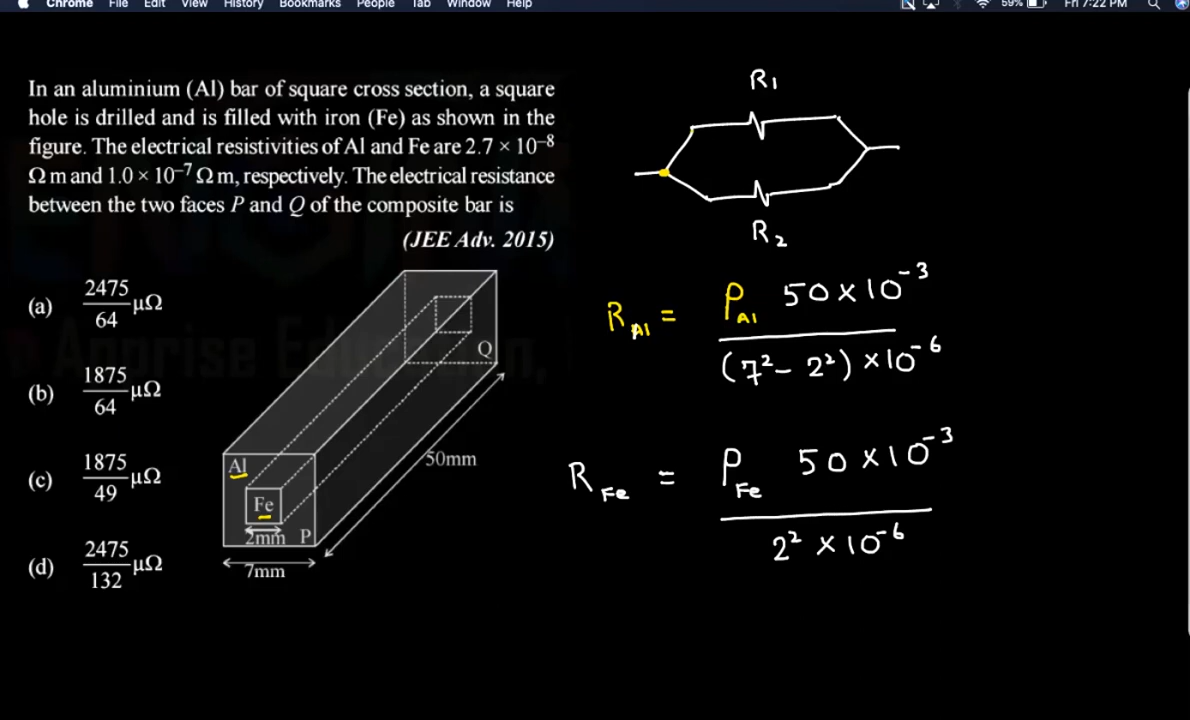 Chrome File Edit View History Bookmarks People Tab Window Help 59% Fri 7:22 PM
In an aluminium (Al) bar of square cross section, a square
hole is drilled and is filled with iron (Fe) as shown in the
figure. The electrical resistivities of Al and Fe are 2.7 × 10⁻⁸
Ω m and 1.0 × 10⁻⁷ Ω m, respectively. The electrical resistance
between the two faces P and Q of the composite bar is
(JEE Adv. 2015)
(a) 2475/64 μΩ
(b) 1875/64 μΩ
(c) 1875/49 μΩ
(d) 2475/132 μΩ
Q
Al
50mm
Fe
2mm P
7mm
R₁
R₂
R_Al = ρ_Al 50 × 10⁻³ / (7² – 2²) × 10⁻⁶
R_Fe = ρ_Fe 50 × 10⁻³ / 2² × 10⁻⁶